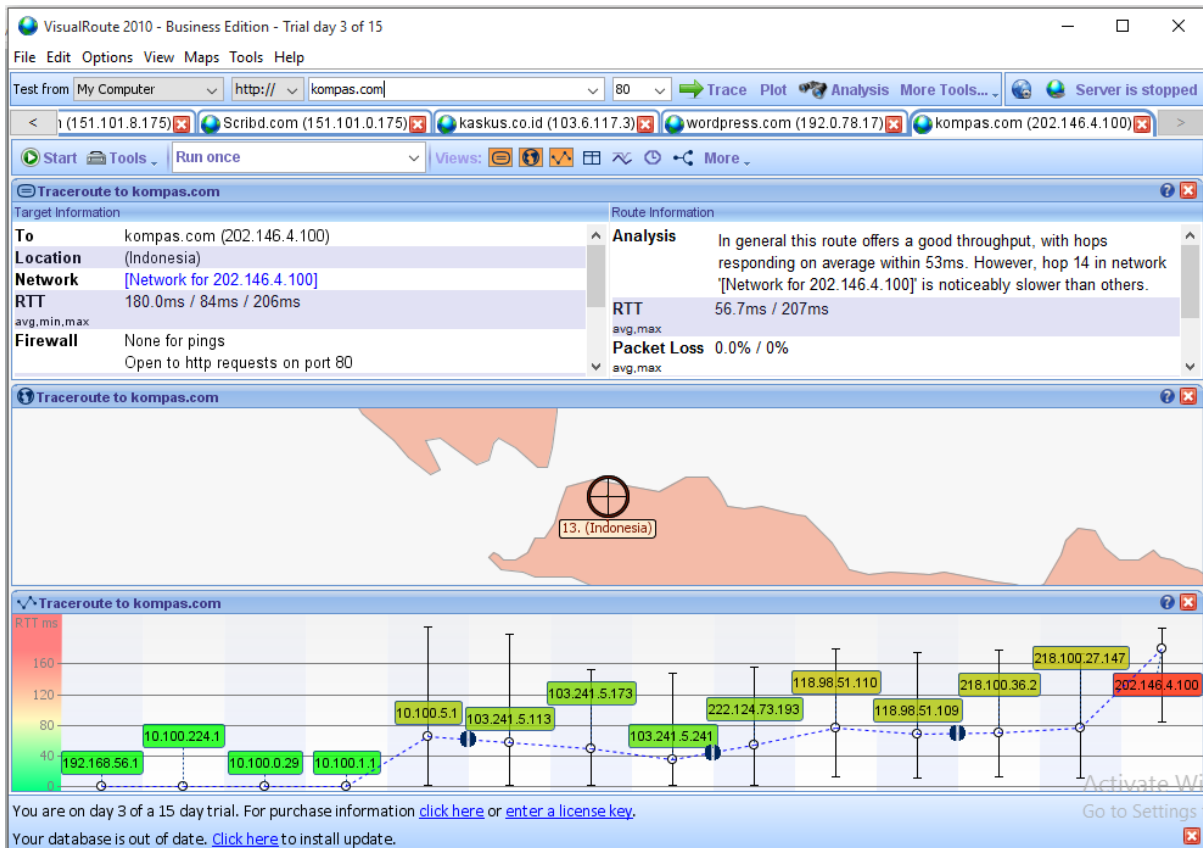 VisualRoute 2010 - Business Edition - Trial day 3 of 15
File Edit Options View Maps Tools Help
Test from My Computer http:// kompas.com 80 Trace Plot Analysis More Tools... Server is stopped
< (151.101.8.175) Scribd.com (151.101.0.175) kaskus.co.id (103.6.117.3) wordpress.com (192.0.78.17) kompas.com (202.146.4.100) >
Start Tools Run once Views: More
Traceroute to kompas.com
Target Information
To kompas.com (202.146.4.100)
Location (Indonesia)
Network [Network for 202.146.4.100]
RTT 180.0ms / 84ms / 206ms
avg,min,max
Firewall None for pings
Open to http requests on port 80
Route Information
Analysis In general this route offers a good throughput, with hops
responding on average within 53ms. However, hop 14 in network
'[Network for 202.146.4.100]' is noticeably slower than others.
RTT 56.7ms / 207ms
avg,max
Packet Loss 0.0% / 0%
avg,max
Traceroute to kompas.com
13. (Indonesia)
Traceroute to kompas.com
RTT ms
160
120
80
40
0
192.168.56.1
10.100.224.1
10.100.0.29
10.100.1.1
10.100.5.1
103.241.5.113
103.241.5.173
103.241.5.241
222.124.73.193
118.98.51.110
118.98.51.109
218.100.36.2
218.100.27.147
202.146.4.100
Activate Wi
Go to Settings
You are on day 3 of a 15 day trial. For purchase information click here or enter a license key.
Your database is out of date. Click here to install update.